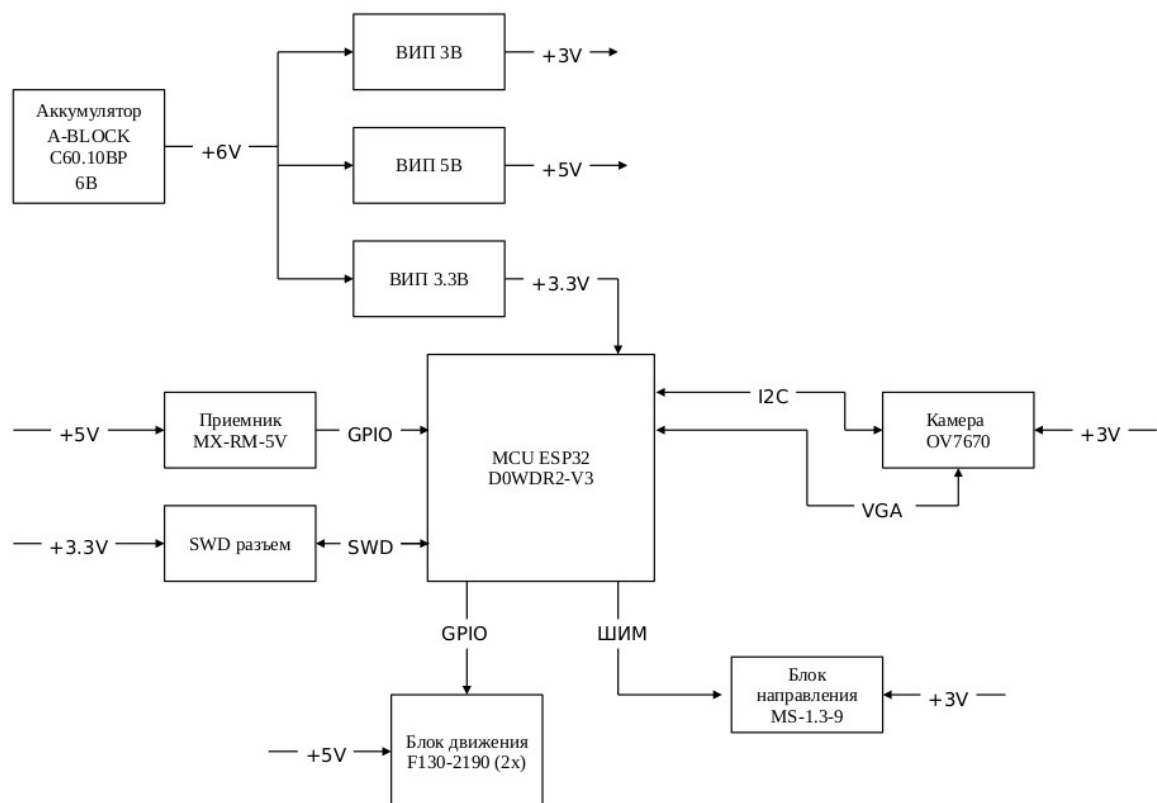 ВИП 3В
+3V
Аккумулятор
A-BLOCK
C60.10BP
6В
+6V
ВИП 5В
+5V
ВИП 3.3В
+3.3V
+5V
Приемник
MX-RM-5V
GPIO
MCU ESP32
D0WDR2-V3
I2C
Камера
OV7670
+3V
VGA
+3.3V
SWD разъем
SWD
GPIO
ШИМ
Блок
направления
MS-1.3-9
+3V
+5V
Блок движения
F130-2190 (2x)